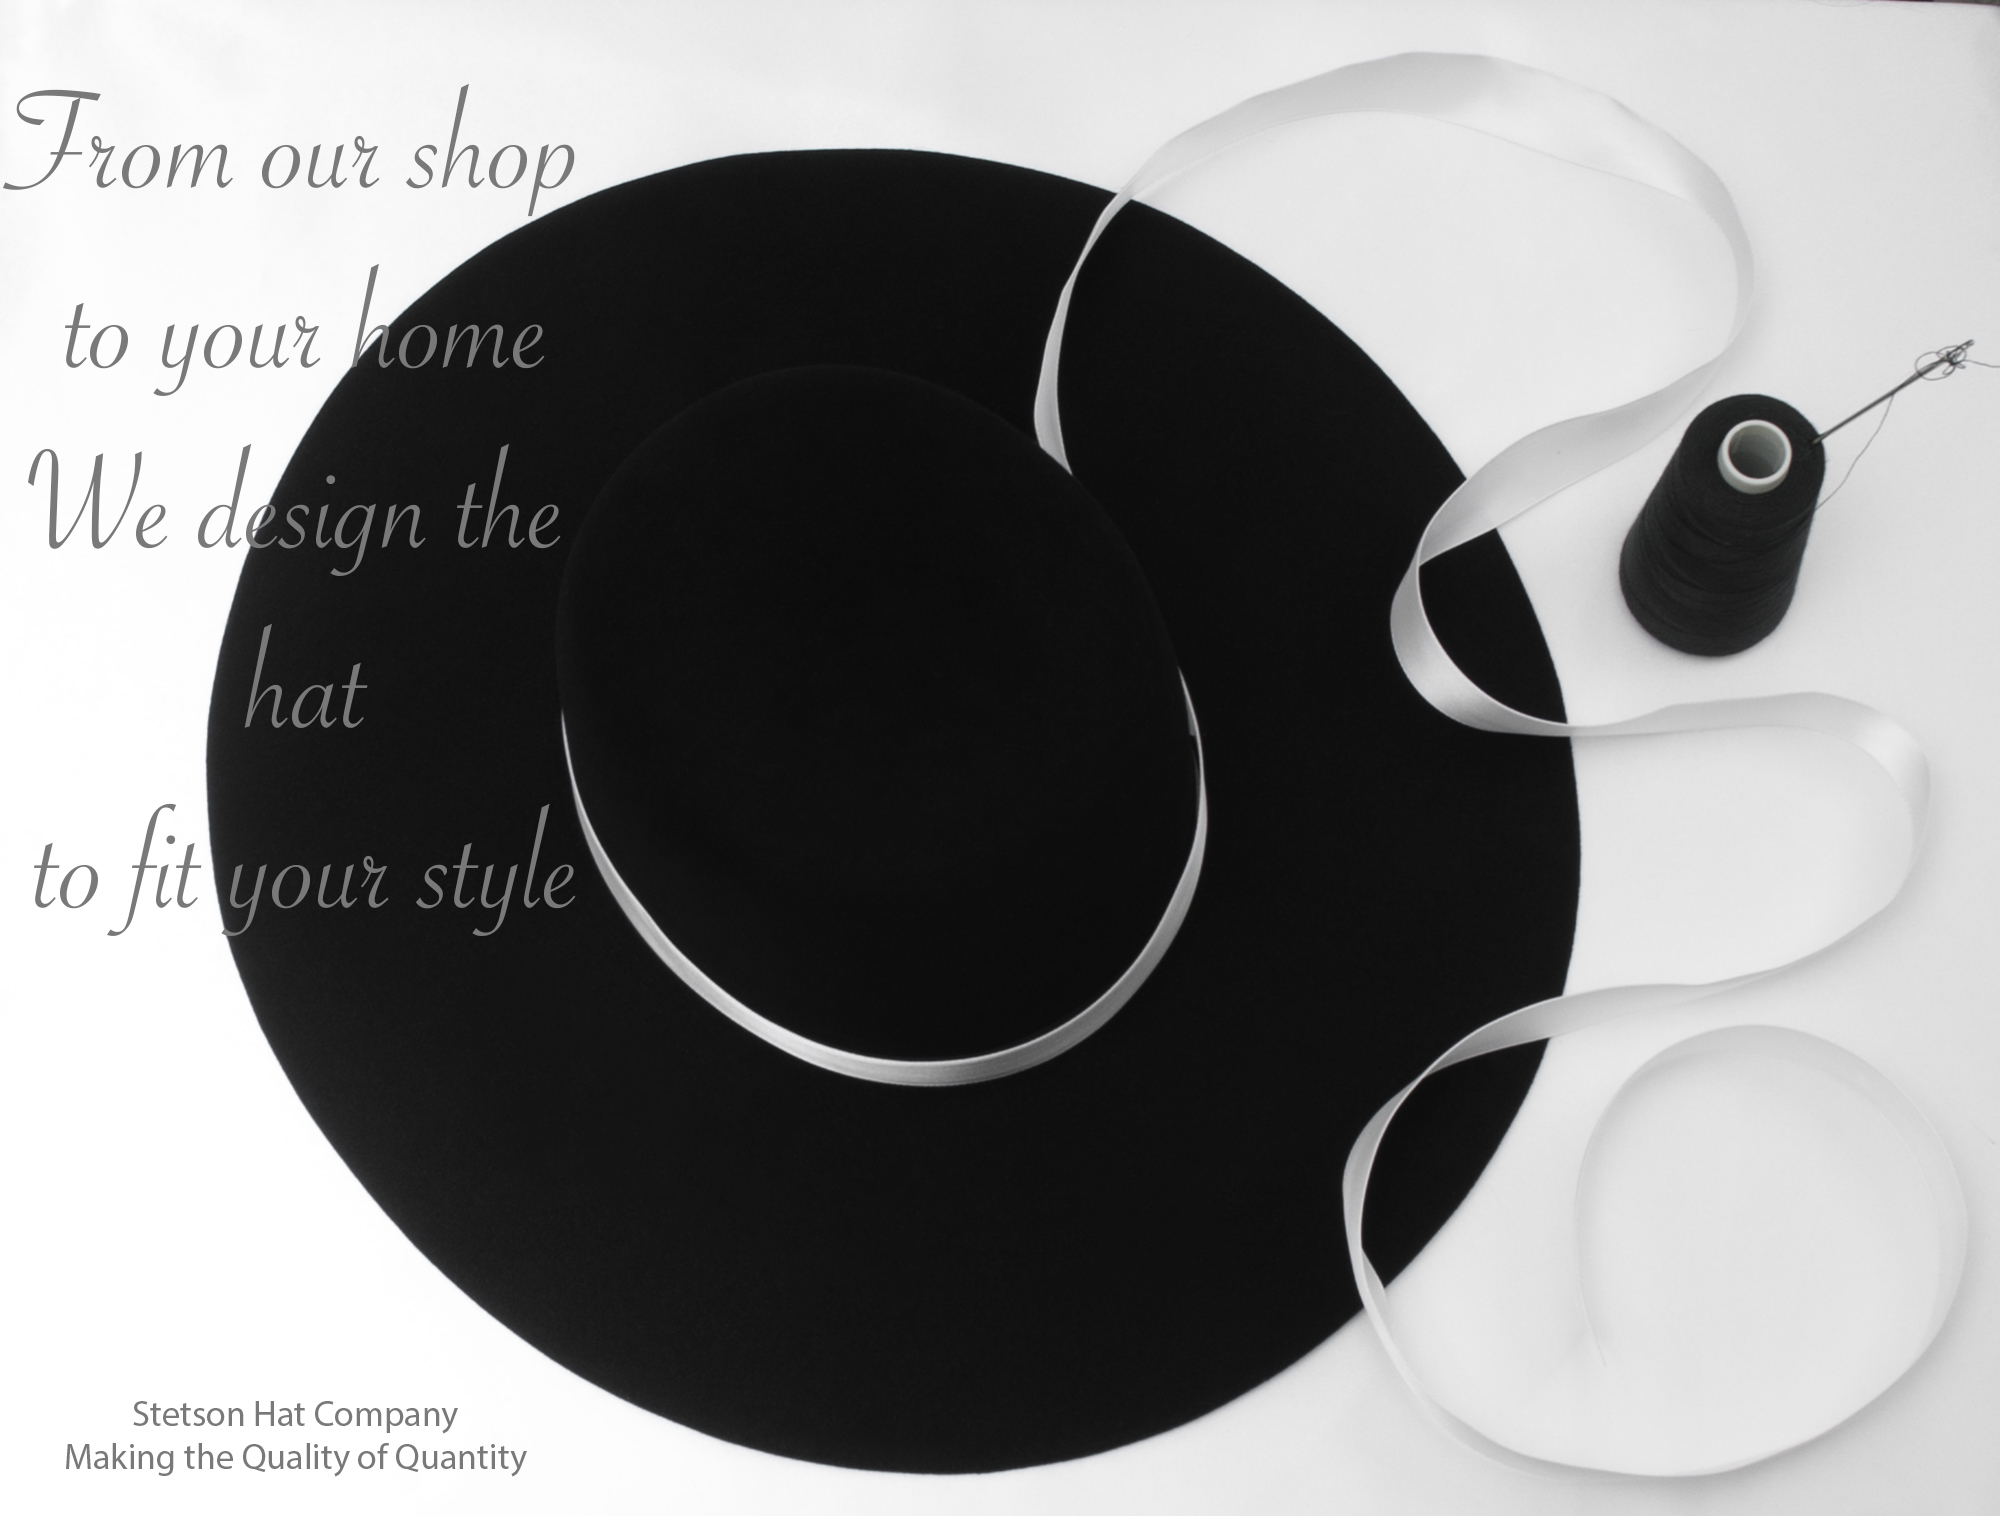 From our shop
to your home
We design the
hat
to fit your style
Stetson Hat Company
Making the Quality of Quantity